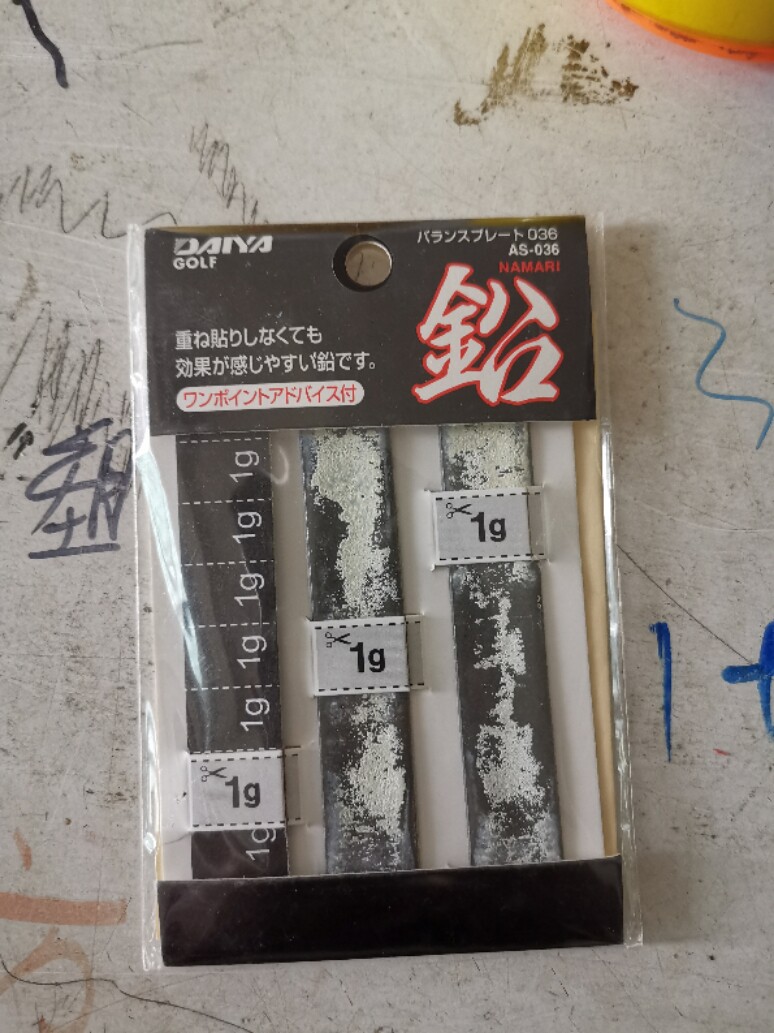 DAIYA
GOLF
バランスプレート036
AS-036
NAMARI
鉛
重ね貼りしなくても
効果が感じやすい鉛です。
ワンポイントアドバイス付
1g
1g
1g
1g
1g
1g
1g
1g
1g